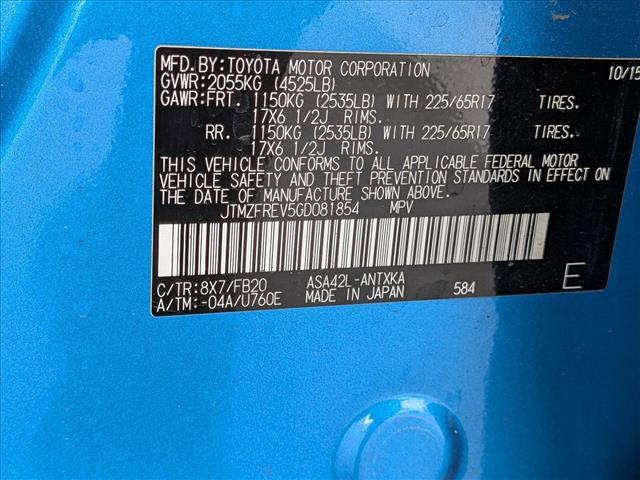 MFD. BY: TOYOTA MOTOR CORPORATION 10/15
GVWR: 2055KG (4525LB)
GAWR: FRT. 1150KG (2535LB) WITH 225/65R17 TIRES.
17X6 1/2J RIMS.
RR. 1150KG (2535LB) WITH 225/65R17 TIRES.
17X6 1/2J RIMS.
THIS VEHICLE CONFORMS TO ALL APPLICABLE FEDERAL MOTOR
VEHICLE SAFETY AND THEFT PREVENTION STANDARDS IN EFFECT ON
THE DATE OF MANUFACTURE SHOWN ABOVE.
JTMZFREV5GD081854 MPV
C/TR: 8X7/FB20 ASA42L-ANTXKA
A/TM: -04A/U760E MADE IN JAPAN 584 E